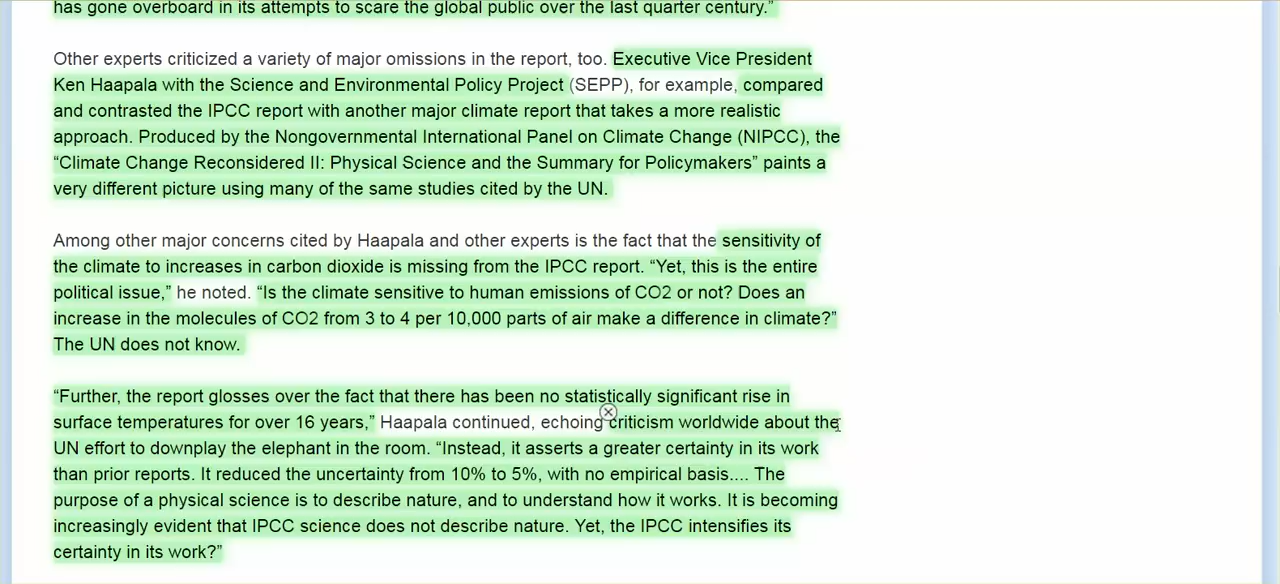 has gone overboard in its attempts to scare the global public over the last quarter century.”
Other experts criticized a variety of major omissions in the report, too. Executive Vice President
Ken Haapala with the Science and Environmental Policy Project (SEPP), for example, compared
and contrasted the IPCC report with another major climate report that takes a more realistic
approach. Produced by the Nongovernmental International Panel on Climate Change (NIPCC), the
“Climate Change Reconsidered II: Physical Science and the Summary for Policymakers” paints a
very different picture using many of the same studies cited by the UN.
Among other major concerns cited by Haapala and other experts is the fact that the sensitivity of
the climate to increases in carbon dioxide is missing from the IPCC report. “Yet, this is the entire
political issue,” he noted. “Is the climate sensitive to human emissions of CO2 or not? Does an
increase in the molecules of CO2 from 3 to 4 per 10,000 parts of air make a difference in climate?”
The UN does not know.
“Further, the report glosses over the fact that there has been no statistically significant rise in
surface temperatures for over 16 years,” Haapala continued, echoing criticism worldwide about the
UN effort to downplay the elephant in the room. “Instead, it asserts a greater certainty in its work
than prior reports. It reduced the uncertainty from 10% to 5%, with no empirical basis.... The
purpose of a physical science is to describe nature, and to understand how it works. It is becoming
increasingly evident that IPCC science does not describe nature. Yet, the IPCC intensifies its
certainty in its work?”